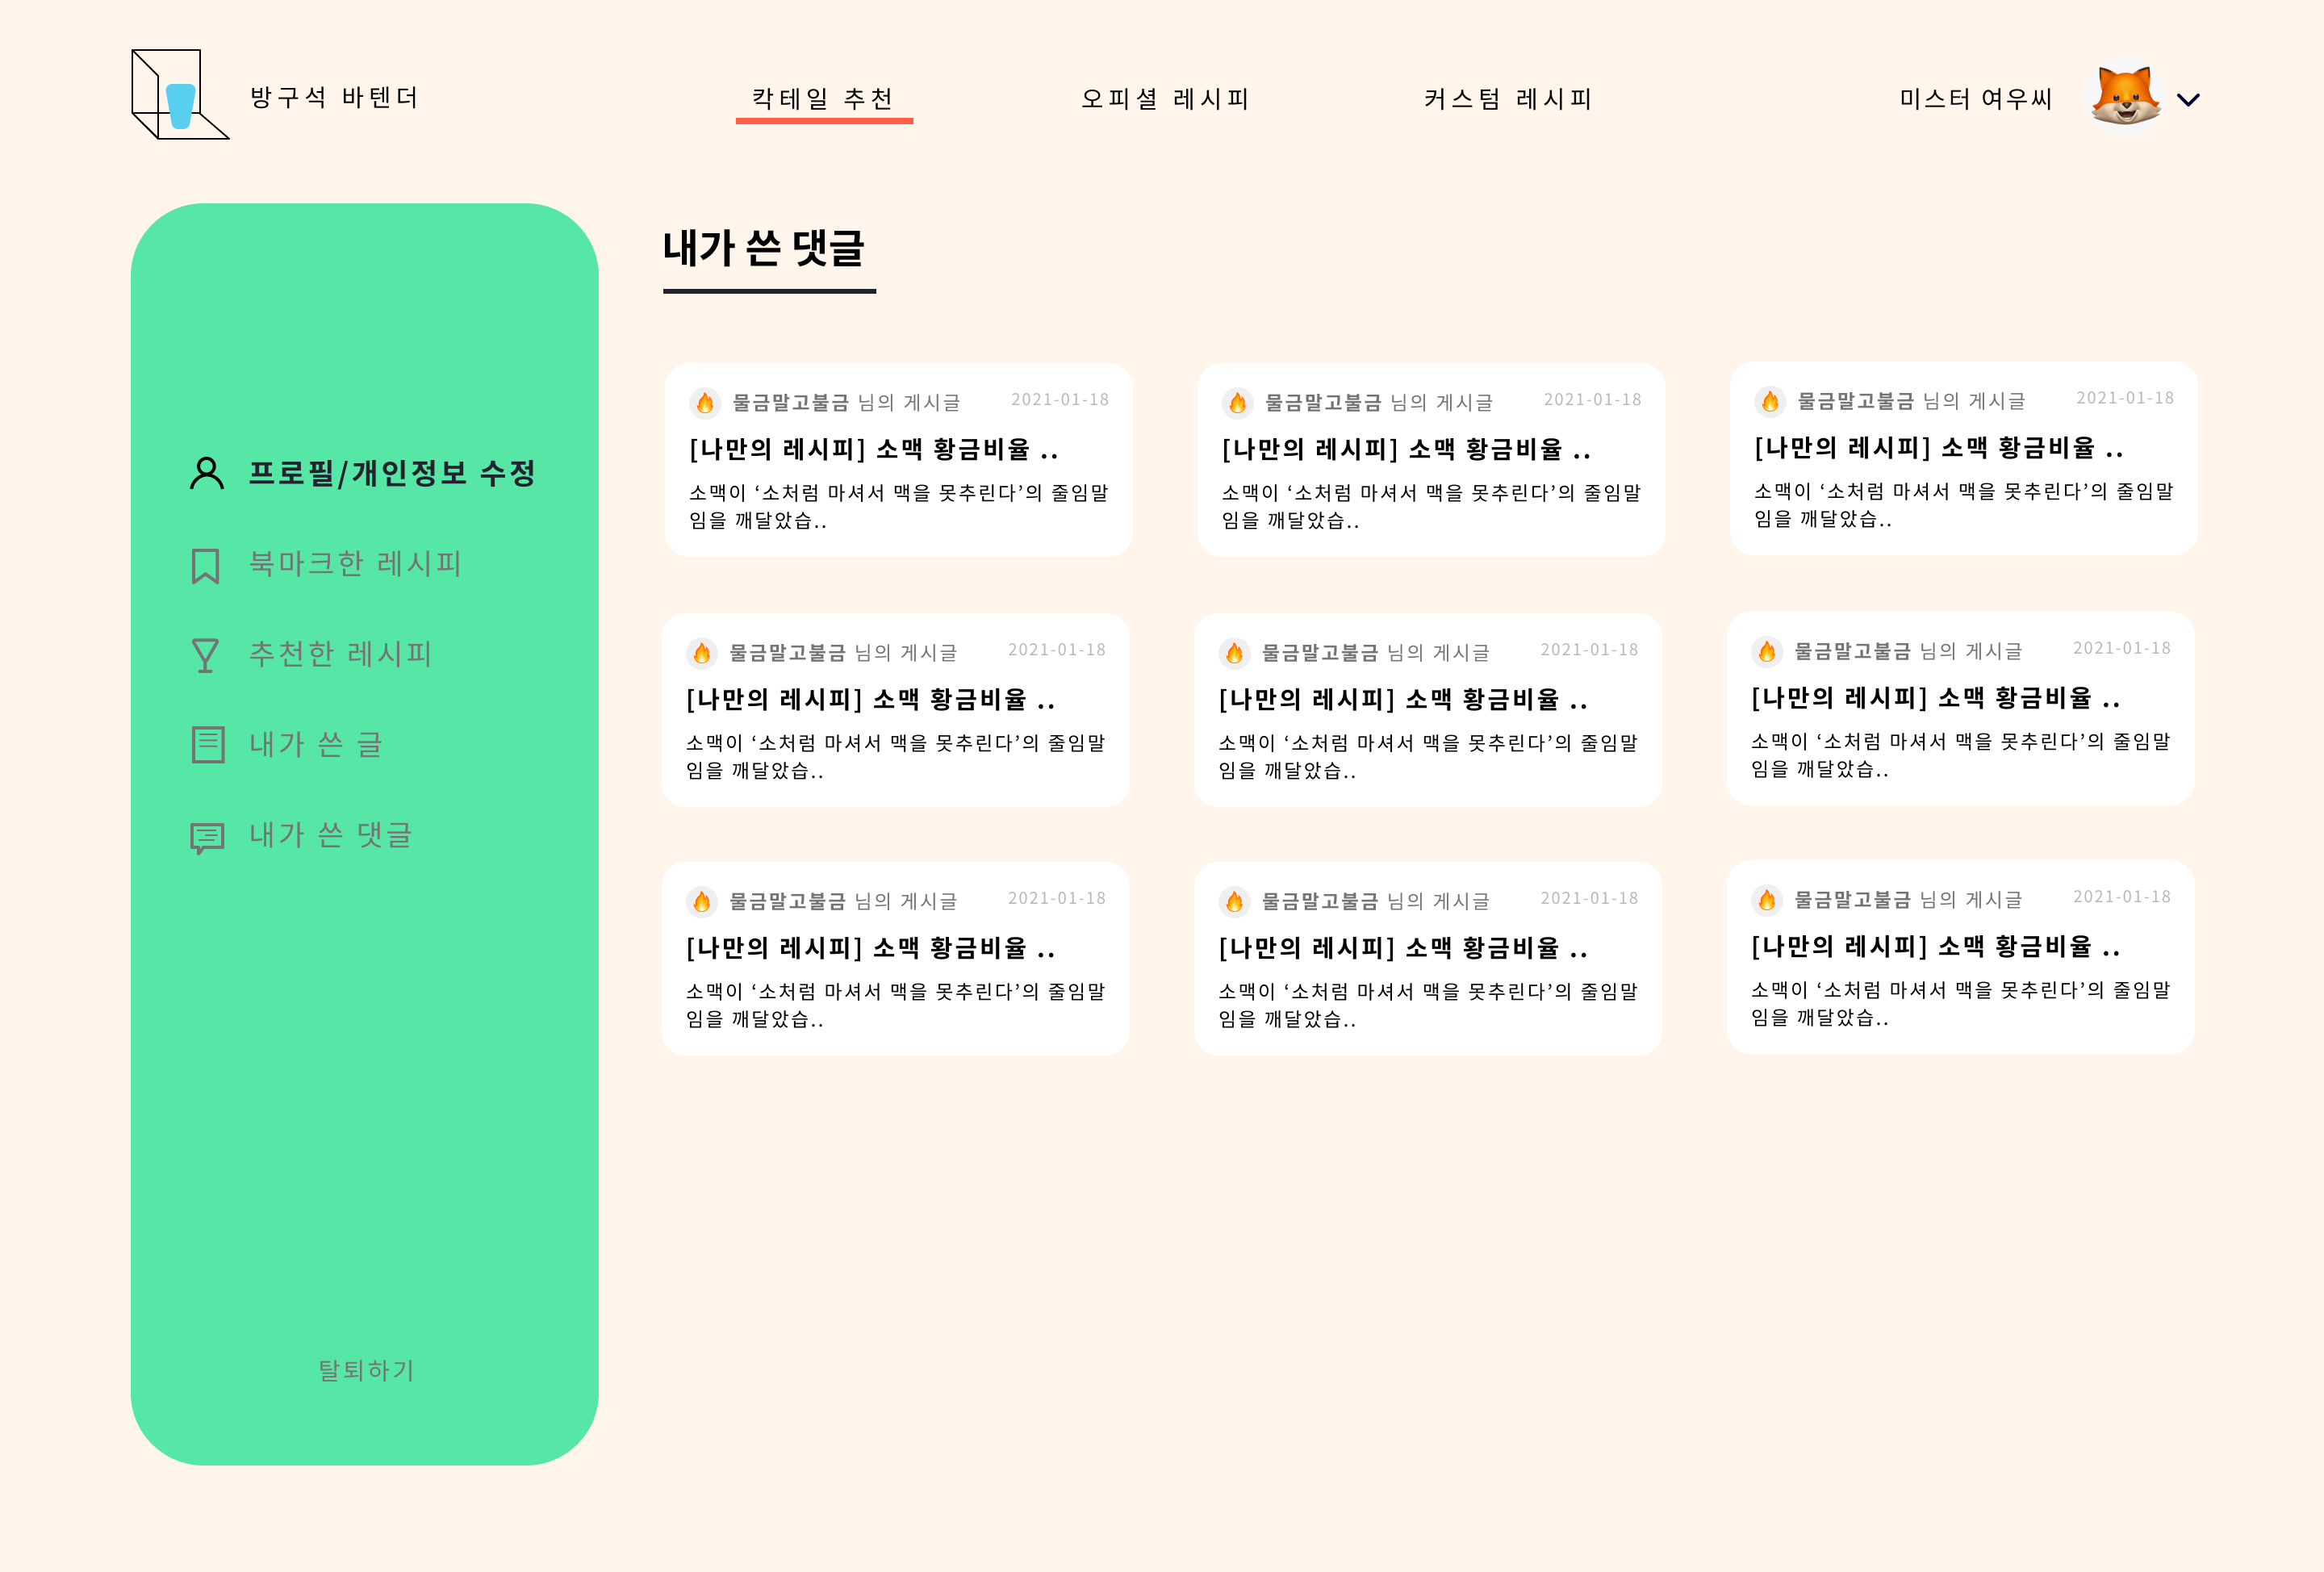 방구석 바텐더
칵테일 추천
오피셜 레시피
커스텀 레시피
미스터 여우씨
프로필/개인정보 수정
북마크한 레시피
추천한 레시피
내가 쓴 글
내가 쓴 댓글
탈퇴하기
내가 쓴 댓글
물금말고불금 님의 게시글 2021-01-18
[나만의 레시피] 소맥 황금비율 ..
소맥이 ‘소처럼 마셔서 맥을 못추린다’의 줄임말
임을 깨달았습..
물금말고불금 님의 게시글 2021-01-18
[나만의 레시피] 소맥 황금비율 ..
소맥이 ‘소처럼 마셔서 맥을 못추린다’의 줄임말
임을 깨달았습..
물금말고불금 님의 게시글 2021-01-18
[나만의 레시피] 소맥 황금비율 ..
소맥이 ‘소처럼 마셔서 맥을 못추린다’의 줄임말
임을 깨달았습..
물금말고불금 님의 게시글 2021-01-18
[나만의 레시피] 소맥 황금비율 ..
소맥이 ‘소처럼 마셔서 맥을 못추린다’의 줄임말
임을 깨달았습..
물금말고불금 님의 게시글 2021-01-18
[나만의 레시피] 소맥 황금비율 ..
소맥이 ‘소처럼 마셔서 맥을 못추린다’의 줄임말
임을 깨달았습..
물금말고불금 님의 게시글 2021-01-18
[나만의 레시피] 소맥 황금비율 ..
소맥이 ‘소처럼 마셔서 맥을 못추린다’의 줄임말
임을 깨달았습..
물금말고불금 님의 게시글 2021-01-18
[나만의 레시피] 소맥 황금비율 ..
소맥이 ‘소처럼 마셔서 맥을 못추린다’의 줄임말
임을 깨달았습..
물금말고불금 님의 게시글 2021-01-18
[나만의 레시피] 소맥 황금비율 ..
소맥이 ‘소처럼 마셔서 맥을 못추린다’의 줄임말
임을 깨달았습..
물금말고불금 님의 게시글 2021-01-18
[나만의 레시피] 소맥 황금비율 ..
소맥이 ‘소처럼 마셔서 맥을 못추린다’의 줄임말
임을 깨달았습..